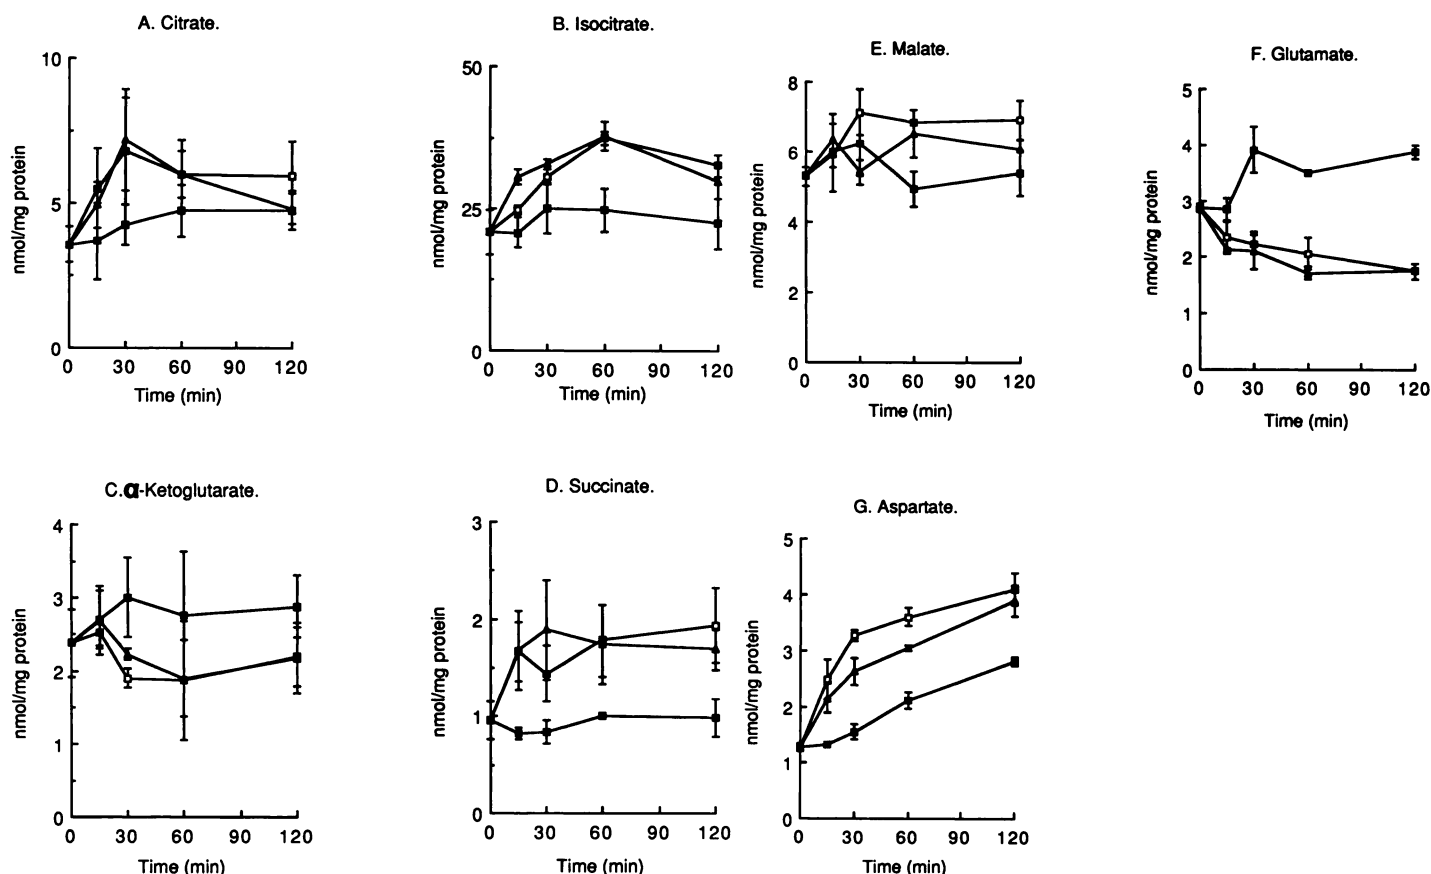 A. Citrate.
10
5
0
nmol/mg protein
0 30 60 90 120
Time (min)
B. Isocitrate.
50
25
0
nmol/mg protein
0 30 60 90 120
Time (min)
E. Malate.
8
6
4
2
0
nmol/mg protein
0 30 60 90 120
Time (min)
F. Glutamate.
5
4
3
2
1
0
nmol/mg protein
0 30 60 90 120
Time (min)
C.α-Ketoglutarate.
4
3
2
1
0
nmol/mg protein
0 30 60 90 120
Time (min)
D. Succinate.
3
2
1
0
nmol/mg protein
0 30 60 90 120
Time (min)
G. Aspartate.
5
4
3
2
1
0
nmol/mg protein
0 30 60 90 120
Time (min)